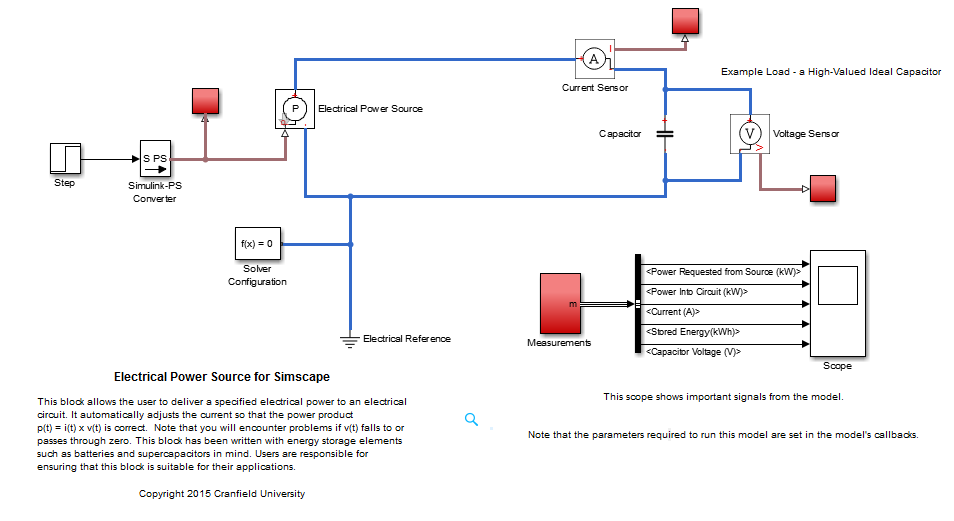 A
Current Sensor
Example Load - a High-Valued Ideal Capacitor
P
Electrical Power Source
Capacitor
V
Voltage Sensor
S PS
Step
Simulink-PS
Converter
f(x) = 0
Solver
Configuration
Electrical Reference
m
Measurements
<Power Requested from Source (kW)>
<Power Into Circuit (kW)>
<Current (A)>
<Stored Energy(kWh)>
<Capacitor Voltage (V)>
Scope
Electrical Power Source for Simscape
This block allows the user to deliver a specified electrical power to an electrical
circuit. It automatically adjusts the current so that the power product
p(t) = i(t) x v(t) is correct.  Note that you will encounter problems if v(t) falls to or
passes through zero. This block has been written with energy storage elements
such as batteries and supercapacitors in mind. Users are responsible for
ensuring that this block is suitable for their applications.
Copyright 2015 Cranfield University
This scope shows important signals from the model.
Note that the parameters required to run this model are set in the model's callbacks.